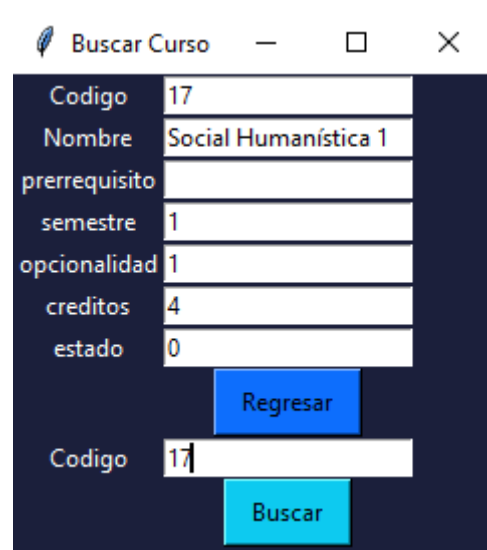 Buscar Curso
Codigo 17
Nombre Social Humanística 1
prerrequisito
semestre 1
opcionalidad 1
creditos 4
estado 0
Regresar
Codigo 17
Buscar